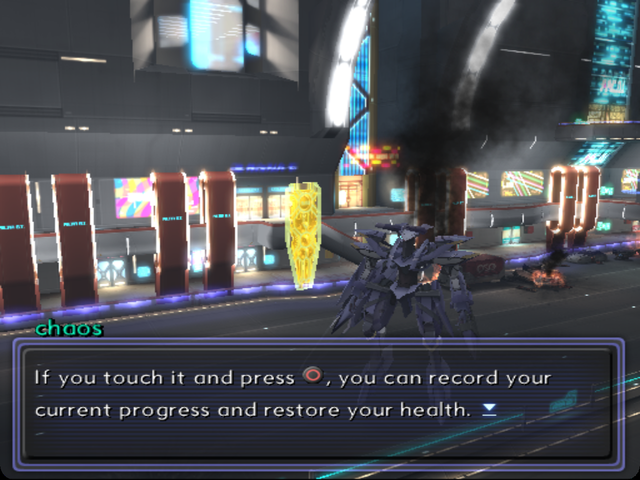 chaos
If you touch it and press , you can record your
current progress and restore your health.